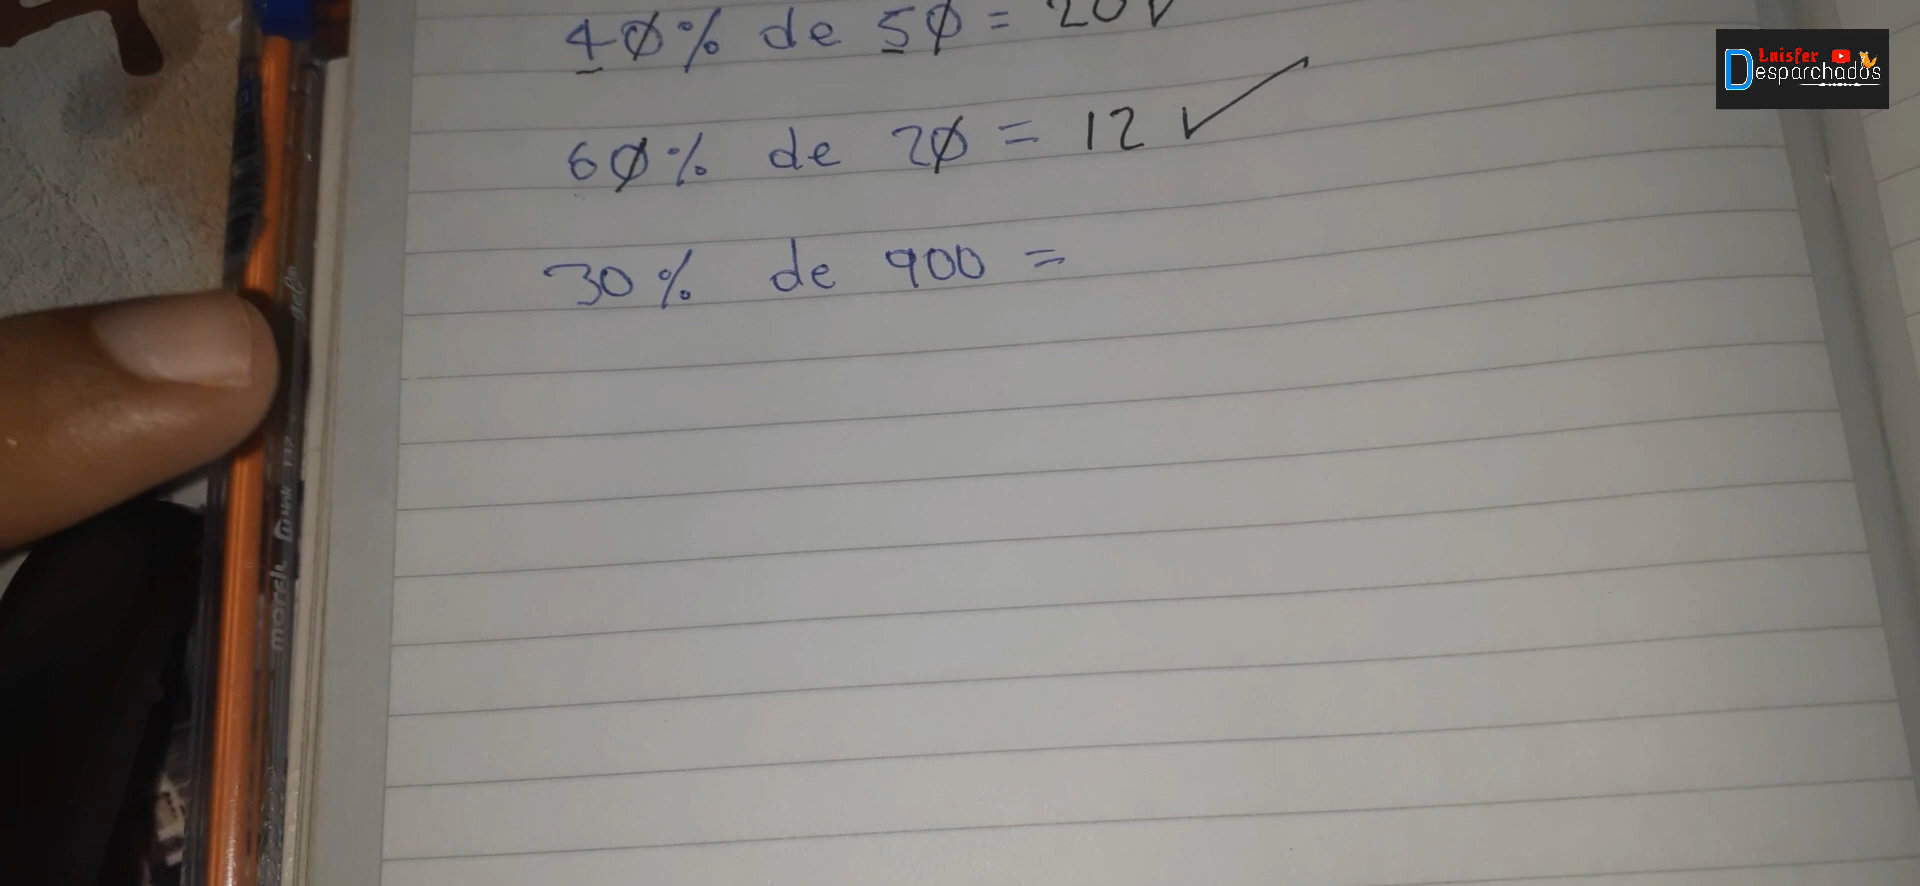 40% de 50 = 20
Luisfer
Desparchados
60% de 20 = 12
30% de 900 =